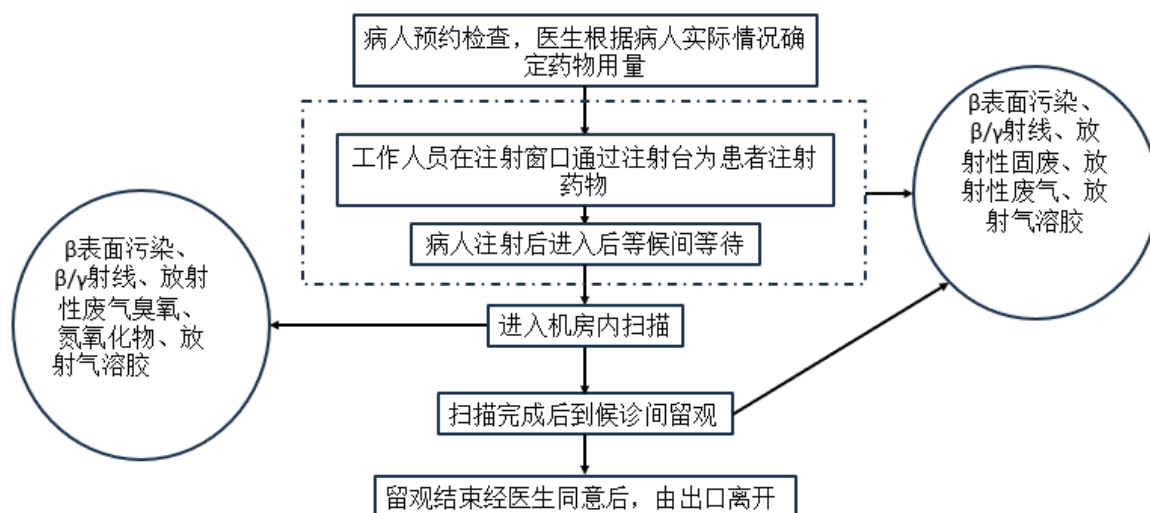 病人预约检查，医生根据病人实际情况确
定药物用量
工作人员在注射窗口通过注射台为患者注射
药物
病人注射后进入后等候间等待
进入机房内扫描
扫描完成后到候诊间留观
留观结束经医生同意后，由出口离开
β表面污染、
β/γ射线、放射
性废气臭氧、
氮氧化物、放
射气溶胶
β表面污染、
β/γ射线、放
射性固废、放
射性废气、放
射气溶胶